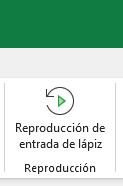 Reproducción de
entrada de lápiz
Reproducción